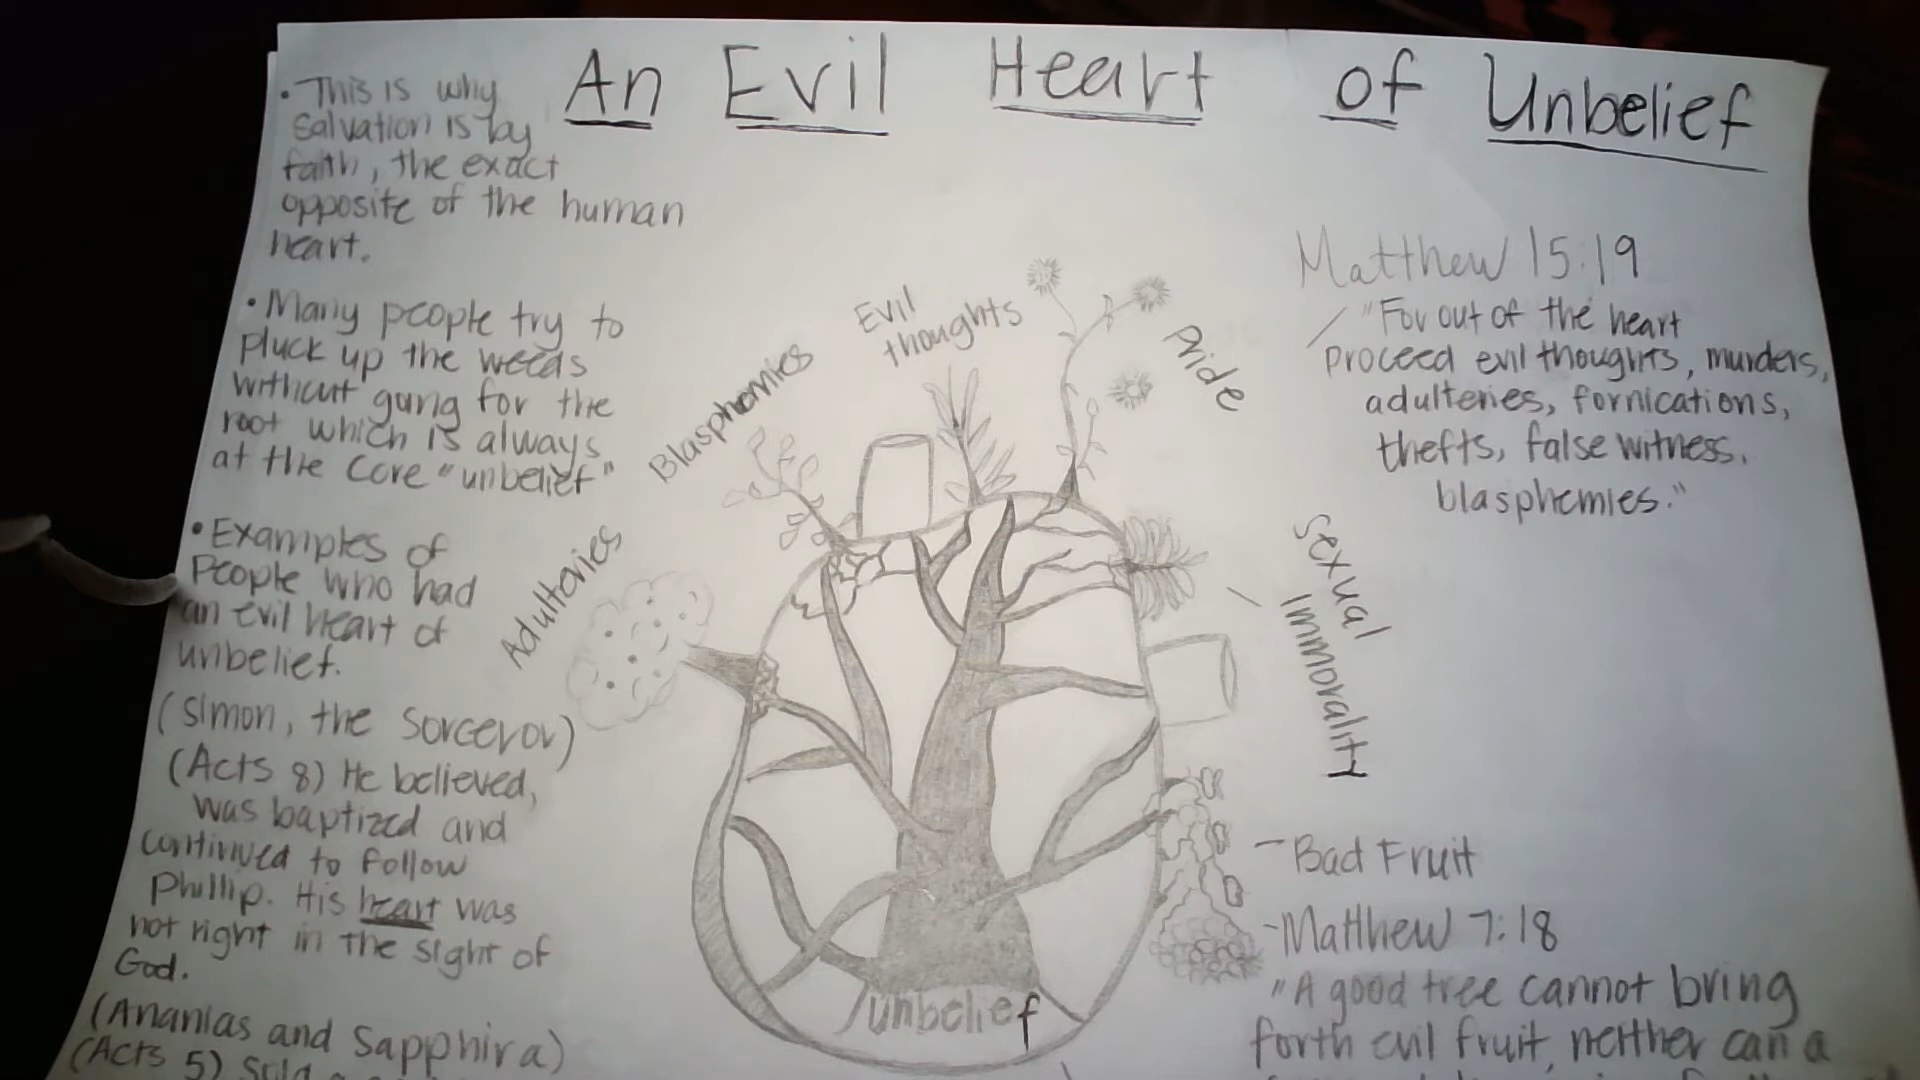 An Evil Heart of Unbelief
• This is why
salvation is by
faith, the exact
opposite of the human
heart.
• Many people try to
pluck up the weeds
without going for the
root which is always
at the core "unbelief"
• Examples of
People who had
an evil heart of
unbelief.
(Simon, the Sorceror)
(Acts 8) He believed,
was baptized and
continued to follow
Phillip. His heart was
not right in the sight of
God.
(Ananias and Sapphira)
(Acts 5) Sold a
Adulteries
Blasphemies
Evil
thoughts
Pride
Sexual
Immorality
unbelief
Matthew 15:19
"For out of the heart
proceed evil thoughts, murders,
adulteries, fornications,
thefts, false witness,
blasphemies."
- Bad Fruit
- Matthew 7:18
"A good tree cannot bring
forth evil fruit, neither can a